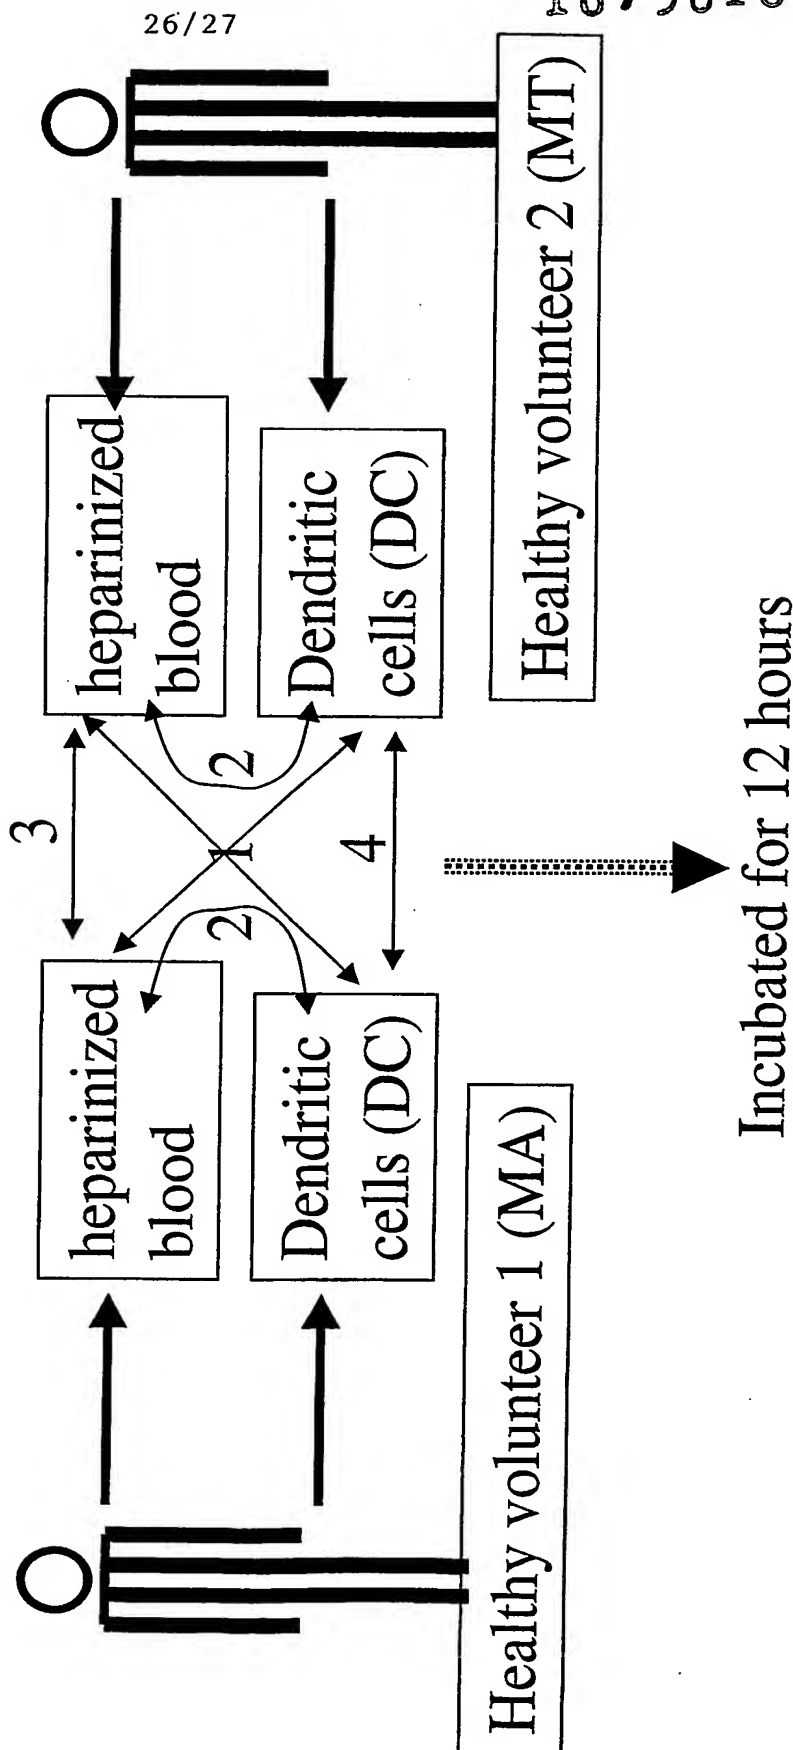 26/27
3
heparinized
blood
heparinized
blood
2
1
2
Dendritic
cells (DC)
4
Dendritic
cells (DC)
Healthy volunteer 1 (MA)
Healthy volunteer 2 (MT)
Incubated for 12 hours